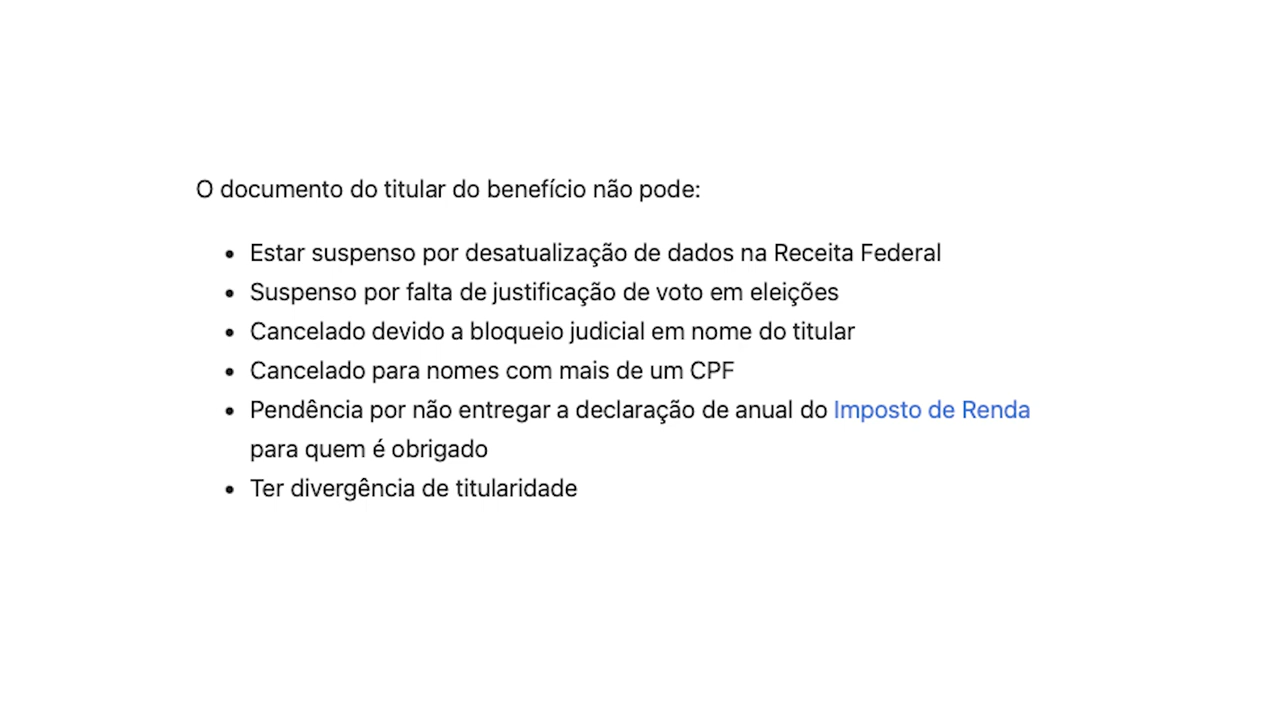 O documento do titular do benefício não pode:
• Estar suspenso por desatualização de dados na Receita Federal
• Suspenso por falta de justificação de voto em eleições
• Cancelado devido a bloqueio judicial em nome do titular
• Cancelado para nomes com mais de um CPF
• Pendência por não entregar a declaração de anual do Imposto de Renda
para quem é obrigado
• Ter divergência de titularidade